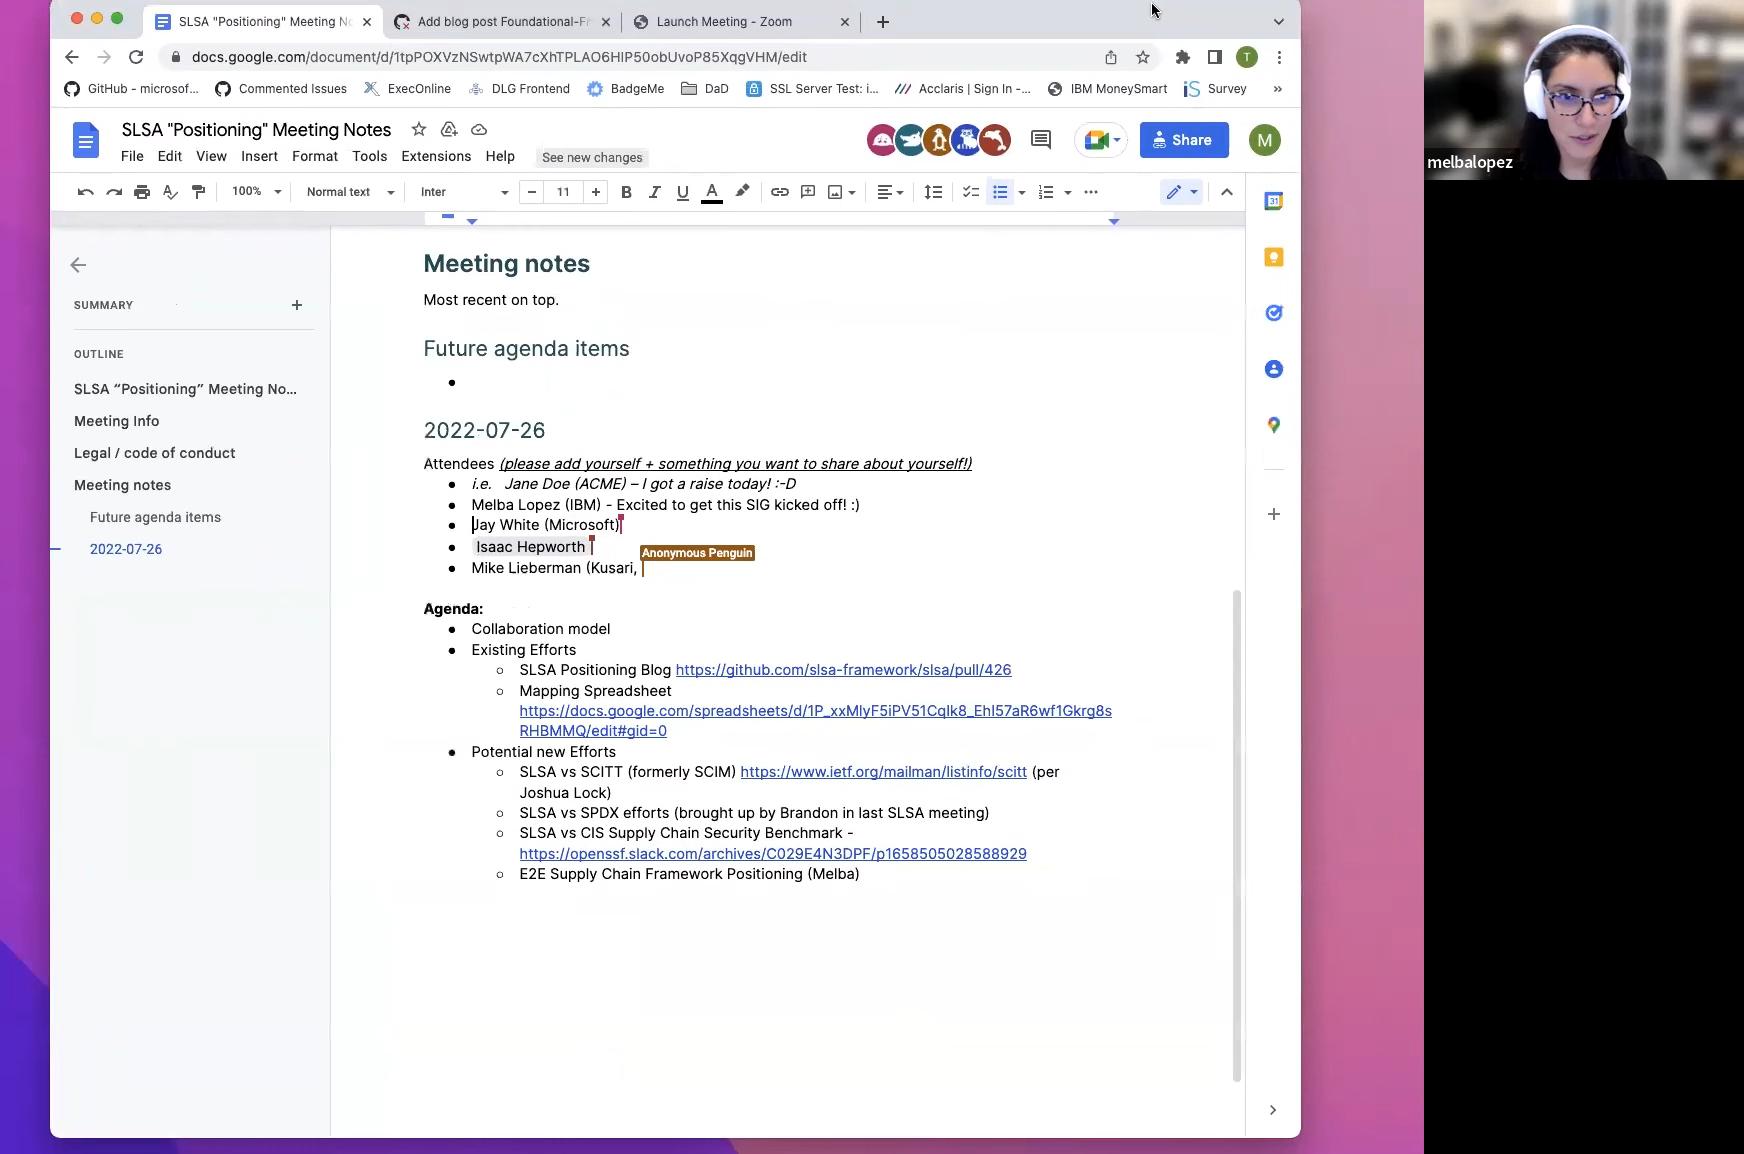 SLSA "Positioning" Meeting No
Add blog post Foundational-Fr
Launch Meeting - Zoom
docs.google.com/document/d/1tpPOXVzNSwtpWA7cXhTPLAO6HlP50obUvoP85XqgVHM/edit
GitHub - microsof...
Commented Issues
ExecOnline
DLG Frontend
BadgeMe
DaD
SSL Server Test: i...
Acclaris | Sign In -...
IBM MoneySmart
iS Survey
»
SLSA "Positioning" Meeting Notes
File Edit View Insert Format Tools Extensions Help
See new changes
Share
M
T
100%
Normal text
Inter
11
B I U A
31
SUMMARY
OUTLINE
SLSA “Positioning” Meeting No...
Meeting Info
Legal / code of conduct
Meeting notes
Future agenda items
2022-07-26
Meeting notes
Most recent on top.
Future agenda items
2022-07-26
Attendees (please add yourself + something you want to share about yourself!)
i.e. Jane Doe (ACME) – I got a raise today! :-D
Melba Lopez (IBM) - Excited to get this SIG kicked off! :)
Jay White (Microsoft)
Isaac Hepworth
Anonymous Penguin
Mike Lieberman (Kusari,
Agenda:
Collaboration model
Existing Efforts
SLSA Positioning Blog https://github.com/slsa-framework/slsa/pull/426
Mapping Spreadsheet
https://docs.google.com/spreadsheets/d/1P_xxMlyF5iPV51CqIk8_EhI57aR6wf1Gkrg8s
RHBMMQ/edit#gid=0
Potential new Efforts
SLSA vs SCITT (formerly SCIM) https://www.ietf.org/mailman/listinfo/scitt (per
Joshua Lock)
SLSA vs SPDX efforts (brought up by Brandon in last SLSA meeting)
SLSA vs CIS Supply Chain Security Benchmark -
https://openssf.slack.com/archives/C029E4N3DPF/p1658505028588929
E2E Supply Chain Framework Positioning (Melba)
melbalopez